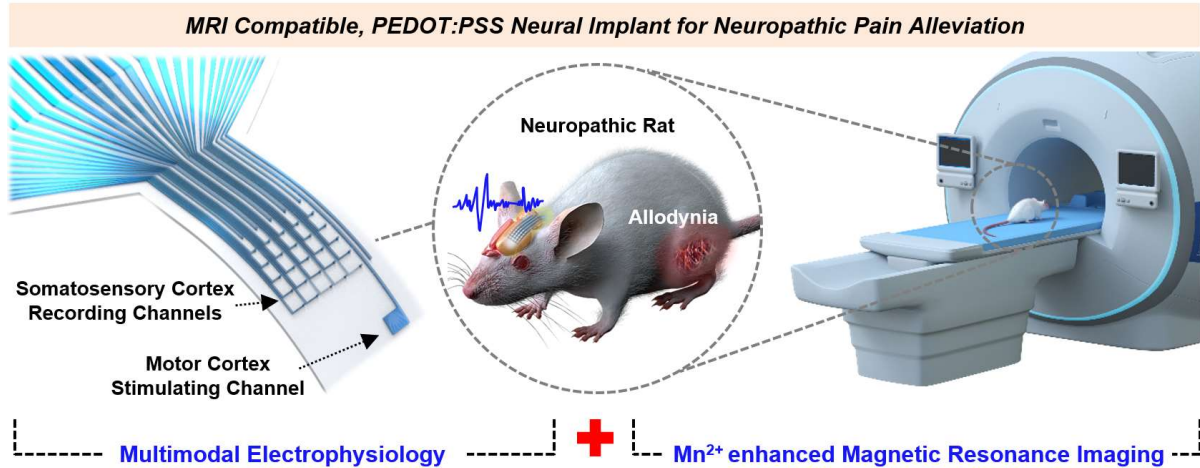 MRI Compatible, PEDOT:PSS Neural Implant for Neuropathic Pain Alleviation
Neuropathic Rat
Allodynia
Somatosensory Cortex
Recording Channels
Motor Cortex
Stimulating Channel
Multimodal Electrophysiology
Mn²⁺ enhanced Magnetic Resonance Imaging